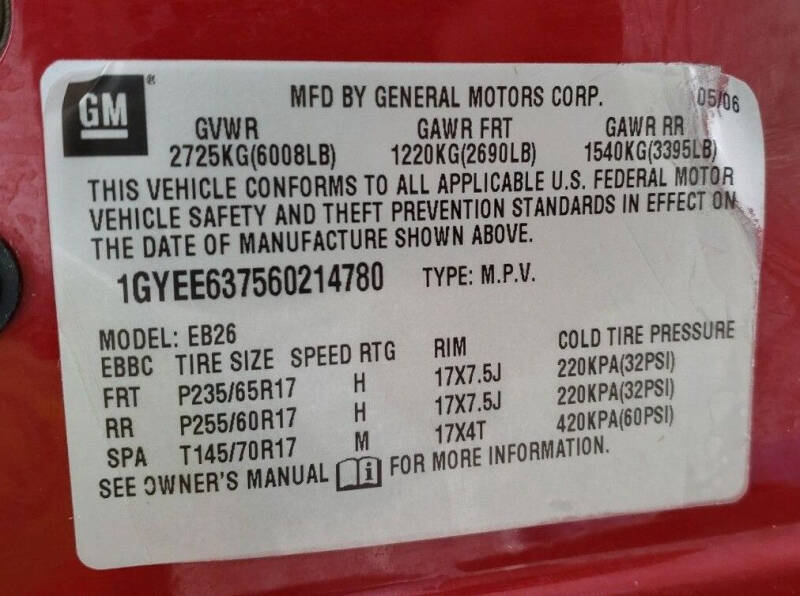 GM®
MFD BY GENERAL MOTORS CORP. 05/06
GVWR GAWR FRT GAWR RR
2725KG(6008LB) 1220KG(2690LB) 1540KG(3395LB)
THIS VEHICLE CONFORMS TO ALL APPLICABLE U.S. FEDERAL MOTOR
VEHICLE SAFETY AND THEFT PREVENTION STANDARDS IN EFFECT ON
THE DATE OF MANUFACTURE SHOWN ABOVE.
1GYEE637560214780 TYPE: M.P.V.
MODEL: EB26
EBBC TIRE SIZE SPEED RTG RIM COLD TIRE PRESSURE
FRT P235/65R17 H 17X7.5J 220KPA(32PSI)
RR P255/60R17 H 17X7.5J 220KPA(32PSI)
SPA T145/70R17 M 17X4T 420KPA(60PSI)
SEE OWNER'S MANUAL i FOR MORE INFORMATION.